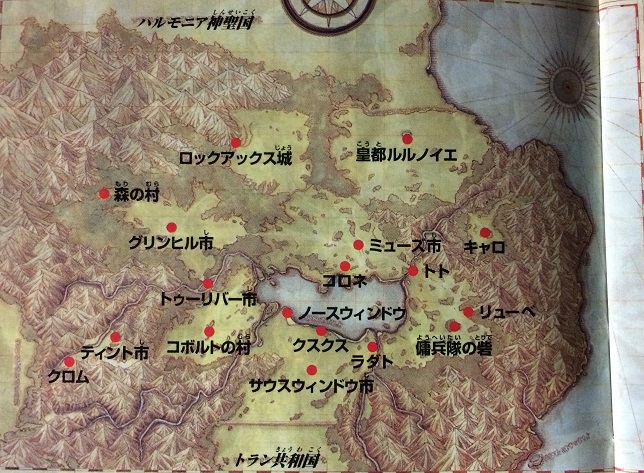 ハルモニア神聖国
ロックアックス城
皇都ルルノイエ
森の村
グリンヒル市
ミューズ市
キャロ
コロネ
トト
トゥーリバー市
ノースウィンドウ
リューベ
ティント市
コボルトの村
クスクス
ラダト
傭兵隊の砦
クロム
サウスウィンドウ市
トラン共和国